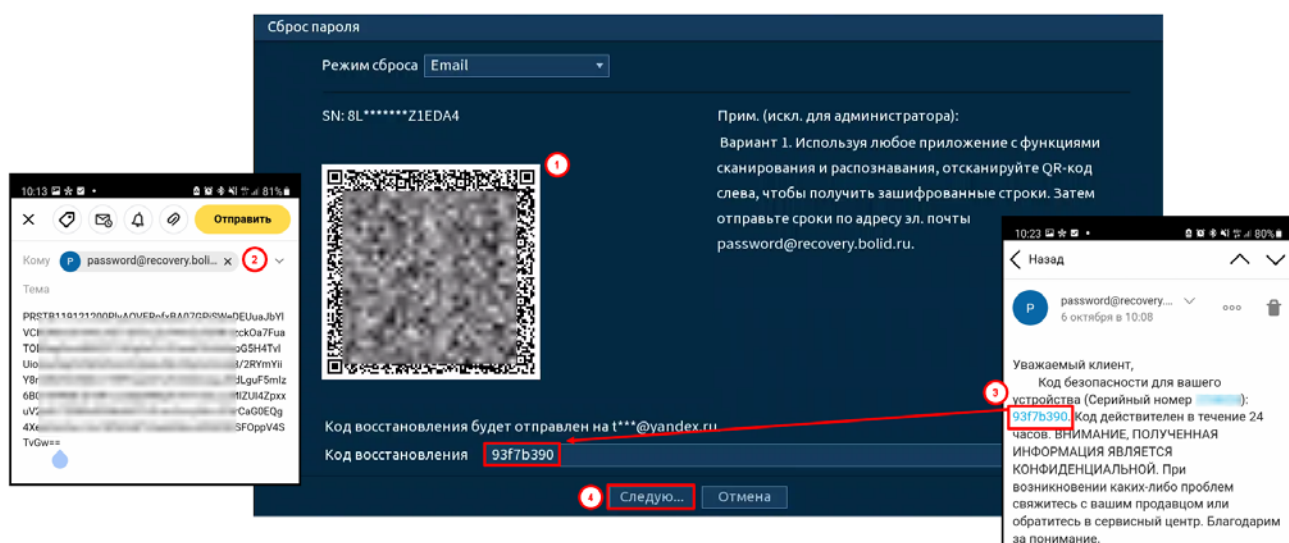 Сброс пароля
Режим сброса Email
SN: 8L*******Z1EDA4
1
Прим. (искл. для администратора):
Вариант 1. Используя любое приложение с функциями
сканирования и распознавания, отсканируйте QR-код
слева, чтобы получить зашифрованные строки. Затем
отправьте сроки по адресу эл. почты
password@recovery.bolid.ru.
Код восстановления будет отправлен на t***@yandex.ru
Код восстановления 93f7b390
4 Следую... Отмена
10:13 81%
Отправить
Кому P password@recovery.boli... x 2
Тема
VCI zckOa7Fua
oG5H4TvI
Uio 3/2RYmYii
Y8r dLguF5mlz
6B0 MIZUI4Zpxx
uV2 CaG0EQg
4Xe SFOppV4S
TvGw==
10:23 80%
Назад
P password@recovery....
6 октября в 10:08
Уважаемый клиент,
3 Код безопасности для вашего
устройства (Серийный номер ):
93f7b390. Код действителен в течение 24
часов. ВНИМАНИЕ, ПОЛУЧЕННАЯ
ИНФОРМАЦИЯ ЯВЛЯЕТСЯ
КОНФИДЕНЦИАЛЬНОЙ. При
возникновении каких-либо проблем
свяжитесь с вашим продавцом или
обратитесь в сервисный центр. Благодарим
за понимание.